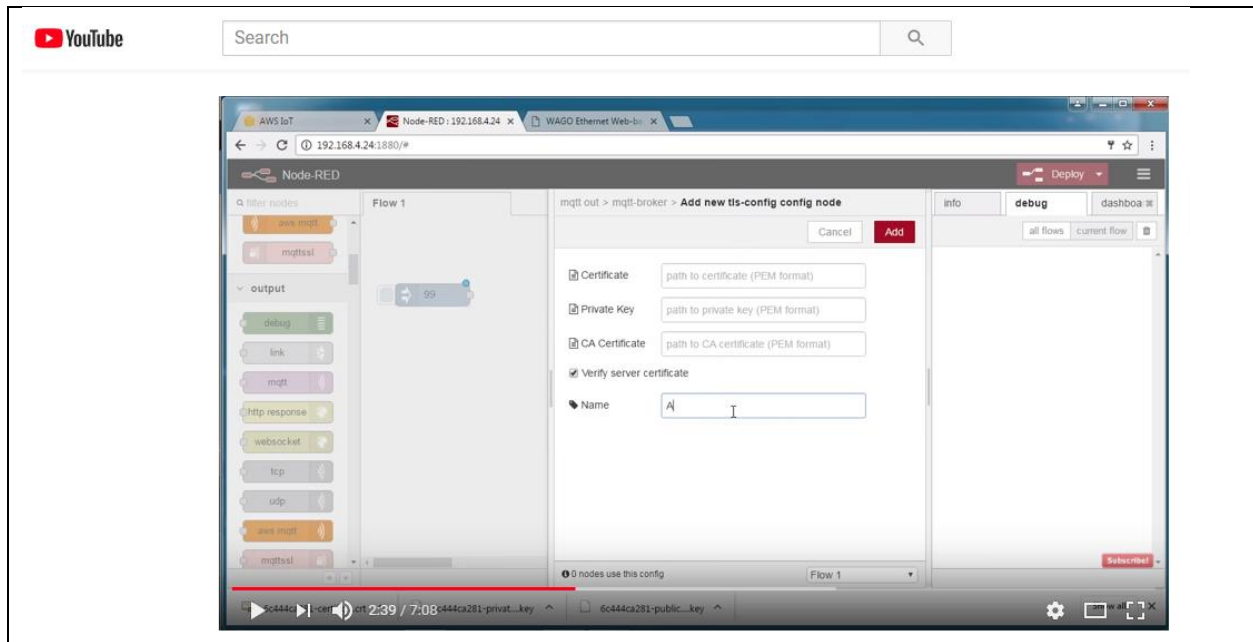 YouTube
Search
AWS IoT
Node-RED : 192.168.4.24
WAGO Ethernet Web-ba
192.168.4.24:1880/#
Node-RED
Deploy
filter nodes
Flow 1
mqtt out > mqtt-broker > Add new tls-config config node
info
debug
dashboa
aws mqtt
Cancel
Add
all flows
current flow
mqttssl
Certificate
path to certificate (PEM format)
output
99
Private Key
path to private key (PEM format)
debug
CA Certificate
path to CA certificate (PEM format)
link
Verify server certificate
mqtt
Name
A
http response
websocket
tcp
udp
aws mqtt
mqttssl
Subscribe!
0 nodes use this config
Flow 1
2:39 / 7:08
6c444ca281-public....key